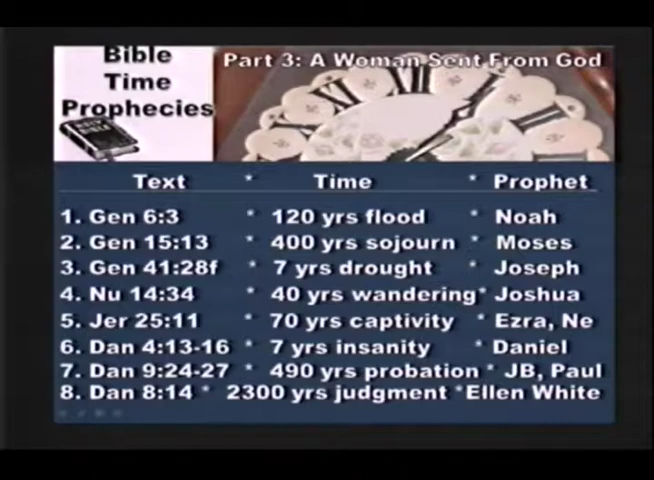 Bible
Time
Prophecies
HOLY BIBLE
Part 3: A Woman Sent From God
Text * Time * Prophet
1. Gen 6:3 * 120 yrs flood * Noah
2. Gen 15:13 * 400 yrs sojourn * Moses
3. Gen 41:28f * 7 yrs drought * Joseph
4. Nu 14:34 * 40 yrs wandering * Joshua
5. Jer 25:11 * 70 yrs captivity * Ezra, Ne
6. Dan 4:13-16 * 7 yrs insanity * Daniel
7. Dan 9:24-27 * 490 yrs probation * JB, Paul
8. Dan 8:14 * 2300 yrs judgment *Ellen White